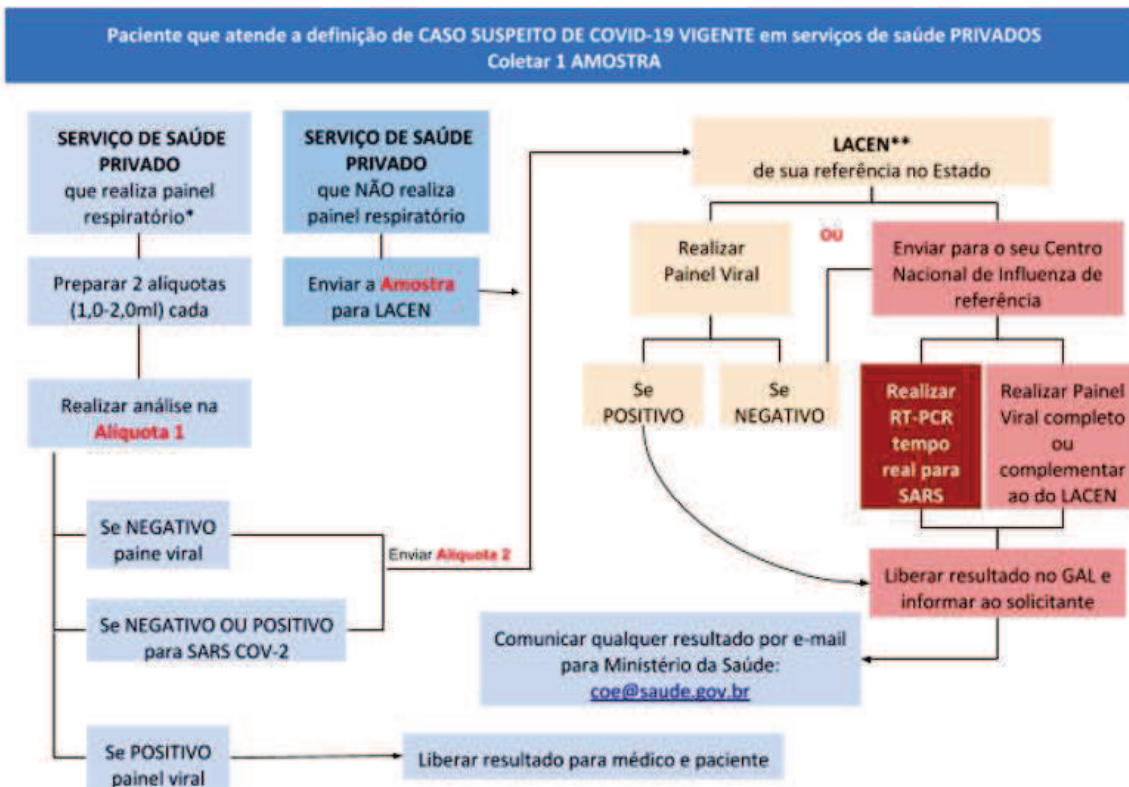 Paciente que atende a definição de CASO SUSPEITO DE COVID-19 VIGENTE em serviços de saúde PRIVADOS
Coletar 1 AMOSTRA
SERVIÇO DE SAÚDE
PRIVADO
que realiza painel
respiratório*
Preparar 2 alíquotas
(1,0-2,0ml) cada
Realizar análise na
Alíquota 1
Se NEGATIVO
paine viral
Se NEGATIVO OU POSITIVO
para SARS COV-2
Se POSITIVO
painel viral
Liberar resultado para médico e paciente
SERVIÇO DE SAÚDE
PRIVADO
que NÃO realiza
painel respiratório
Enviar a Amostra
para LACEN
Enviar Alíquota 2
LACEN**
de sua referência no Estado
Realizar
Painel Viral
OU
Enviar para o seu Centro
Nacional de Influenza de
referência
Se
POSITIVO
Se
NEGATIVO
Realizar
RT-PCR
tempo
real para
SARS
Realizar Painel
Viral completo
ou
complementar
ao do LACEN
Liberar resultado no GAL e
informar ao solicitante
Comunicar qualquer resultado por e-mail
para Ministério da Saúde:
coe@saude.gov.br